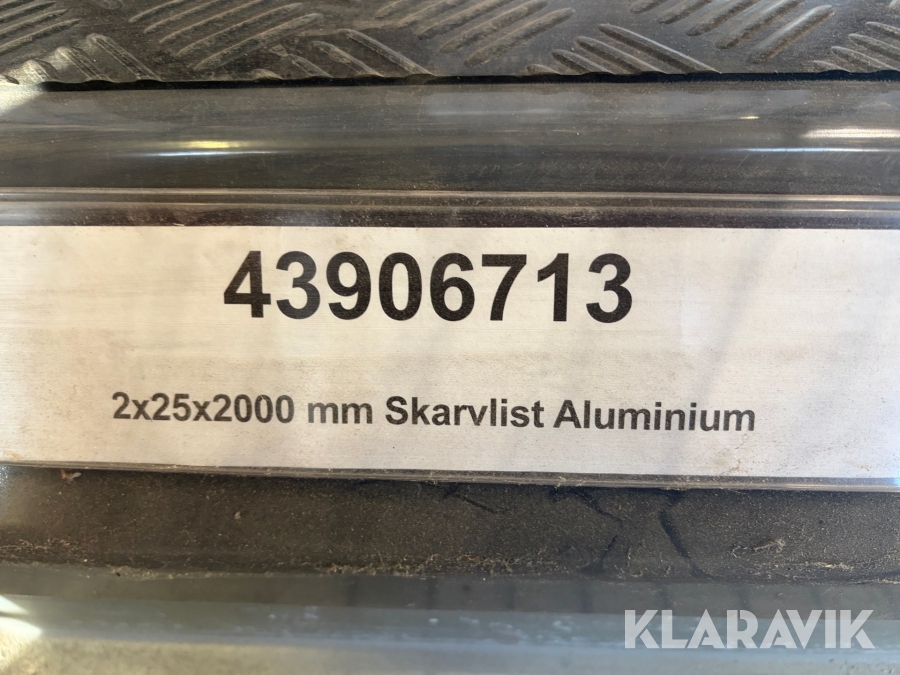 43906713
2x25x2000 mm Skarvlist Aluminium
KLARAVIK